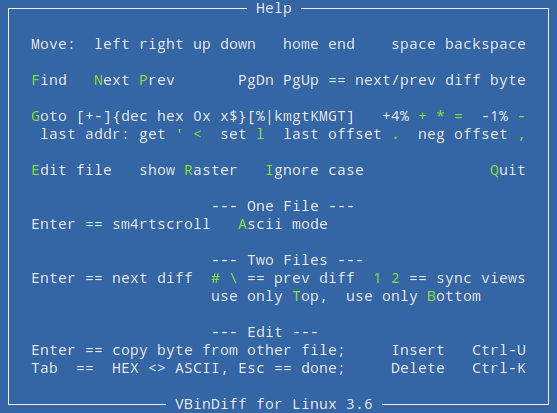 Help
Move:  left right up down   home end    space backspace
Find   Next Prev       PgDn PgUp == next/prev diff byte
Goto [+-]{dec hex 0x x$}[%|kmgtKMGT]   +4% + * =  -1% -
last addr: get ' <  set l  last offset .  neg offset ,
Edit file   show Raster   Ignore case              Quit
--- One File ---
Enter == sm4rtscroll   Ascii mode
--- Two Files ---
Enter == next diff  # \ == prev diff  1 2 == sync views
use only Top,  use only Bottom
--- Edit ---
Enter == copy byte from other file;     Insert   Ctrl-U
Tab  ==  HEX <> ASCII, Esc == done;     Delete   Ctrl-K
VBinDiff for Linux 3.6